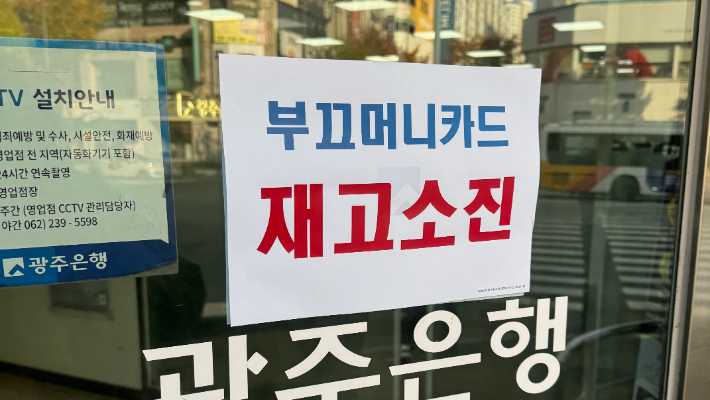 TV 설치안내
범죄예방 및 수사, 시설안전, 화재예방
영업점 전 지역(자동화기기 포함)
24시간 연속촬영
영업점장
주간 (영업점 CCTV 관리담당자)
야간 062) 239 - 5598
광주은행
부끄머니카드
재고소진
광주은행